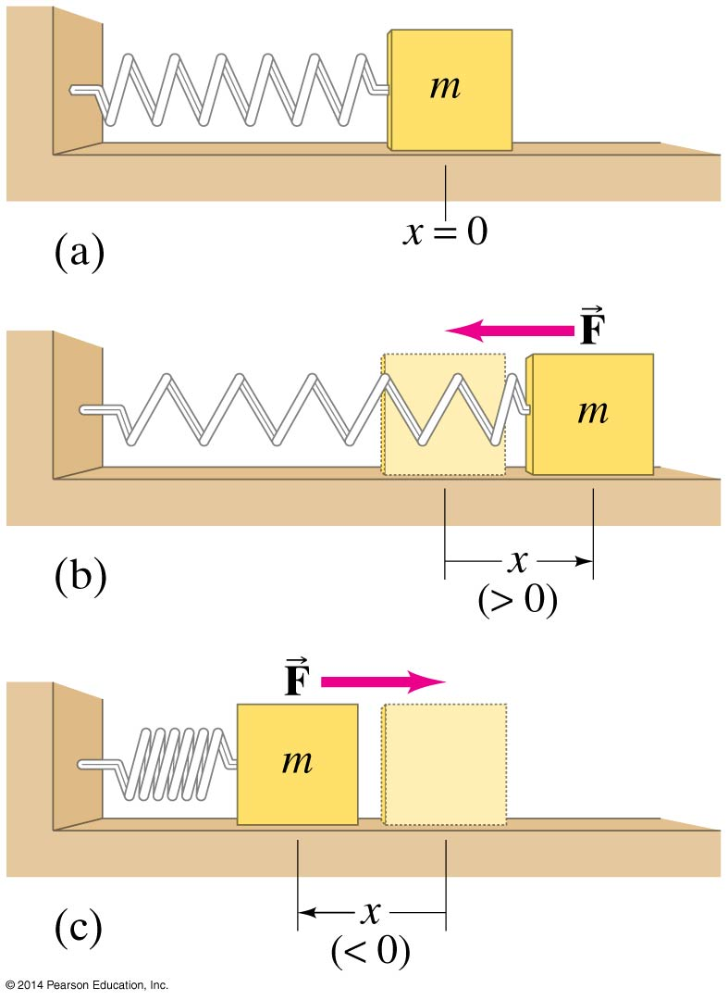 m
x = 0
(a)
F⃗
m
x
(> 0)
(b)
F⃗
m
x
(< 0)
(c)
© 2014 Pearson Education, Inc.